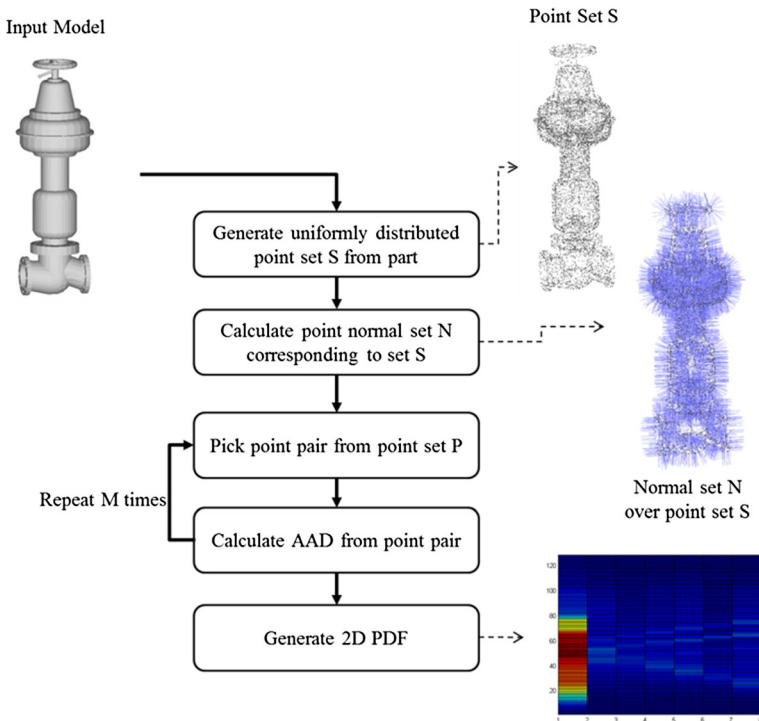 Input Model
Point Set S
Generate uniformly distributed
point set S from part
Calculate point normal set N
corresponding to set S
Pick point pair from point set P
Repeat M times
Calculate AAD from point pair
Generate 2D PDF
Normal set N
over point set S
120
100
80
60
40
20
1 2 3 4 5 6 7